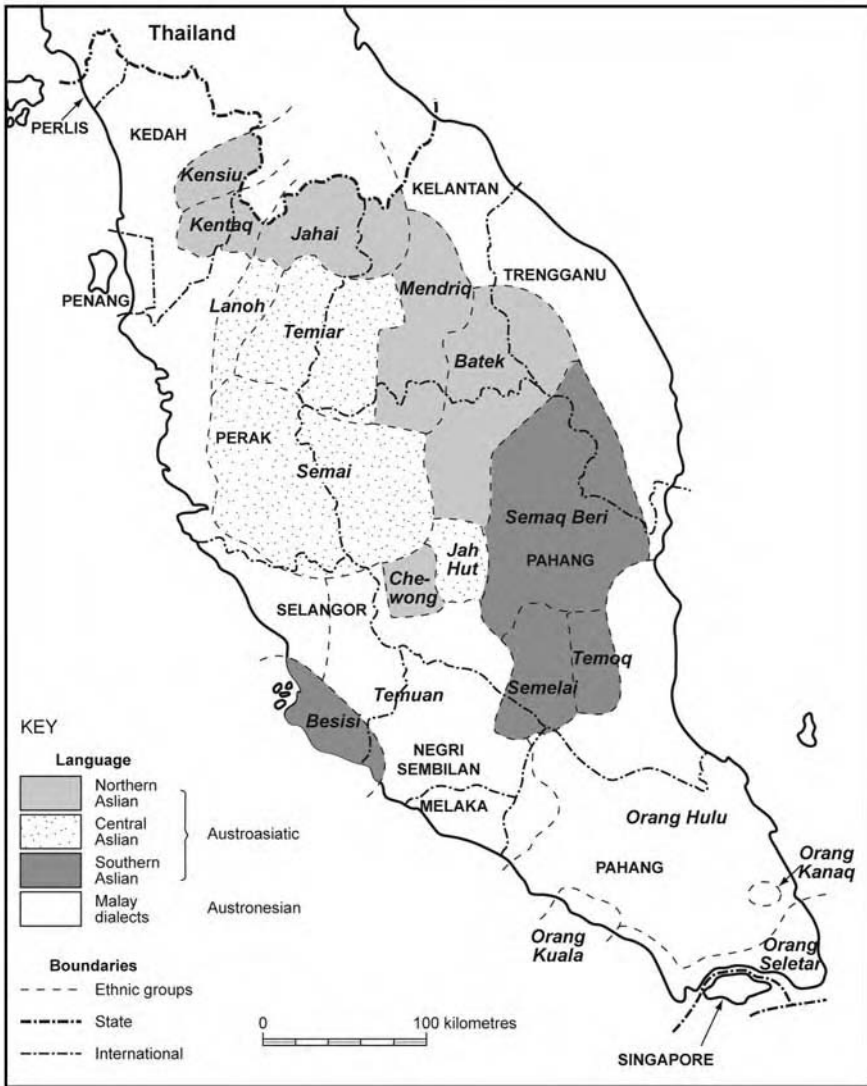 Thailand
PERLIS
KEDAH
Kensiu
KELANTAN
Kentaq
Jahai
TRENGGANU
Mendriq
PENANG
Lanoh
Temiar
Batek
PERAK
Semai
Semaq Beri
Jah
Hut
PAHANG
Che-
wong
SELANGOR
Temoq
Semelai
Temuan
Besisi
NEGRI
SEMBILAN
MELAKA
Orang Hulu
PAHANG
Orang
Kanaq
Orang
Kuala
Orang
Seletar
SINGAPORE
KEY
Language
Northern
Aslian
Central
Aslian
Austroasiatic
Southern
Aslian
Malay
dialects
Austronesian
Boundaries
Ethnic groups
State
International
0 100 kilometres